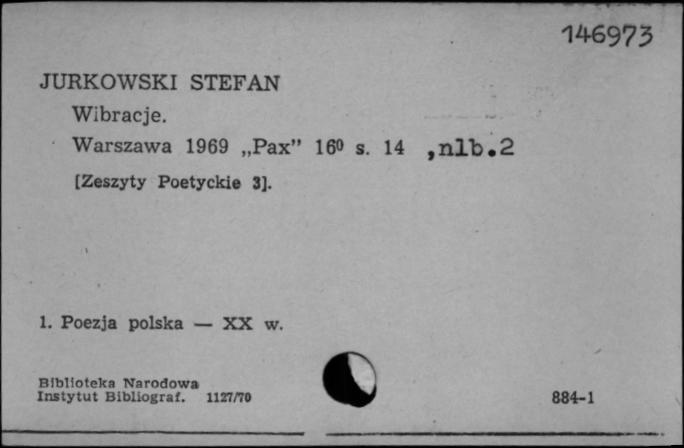 146973
JURKOWSKI STEFAN
Wibracje.
Warszawa 1969 „Pax” 16⁰ s. 14 ,nlb.2
[Zeszyty Poetyckie 3].
1. Poezja polska — XX w.
Biblioteka Narodowa
Instytut Bibliograf. 1127/70
884-1